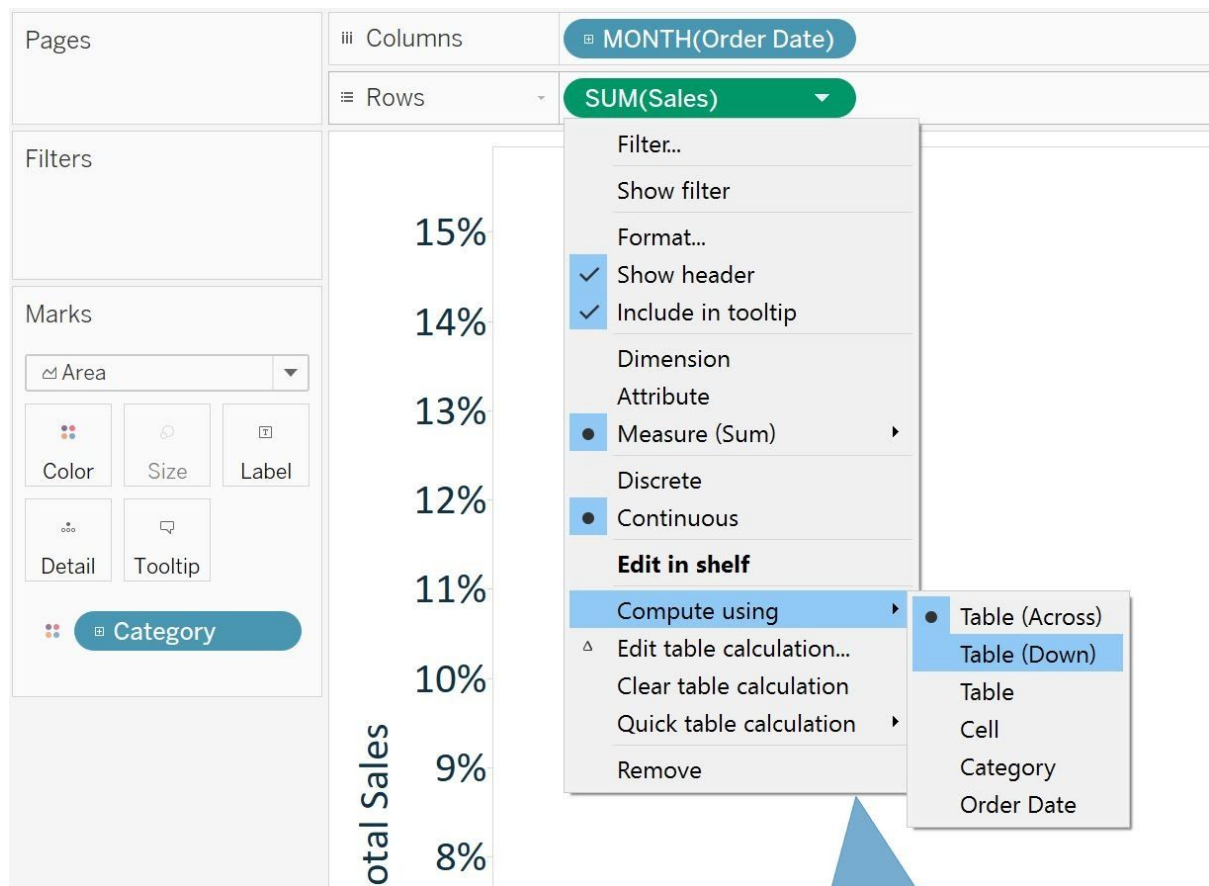 Pages
Columns
MONTH(Order Date)
Rows
SUM(Sales)
Filters
Marks
Area
Color
Size
T
Label
Detail
Tooltip
Category
15%
14%
13%
12%
11%
10%
9%
8%
otal Sales
Filter...
Show filter
Format...
Show header
Include in tooltip
Dimension
Attribute
Measure (Sum)
Discrete
Continuous
Edit in shelf
Compute using
Edit table calculation...
Clear table calculation
Quick table calculation
Remove
Table (Across)
Table (Down)
Table
Cell
Category
Order Date